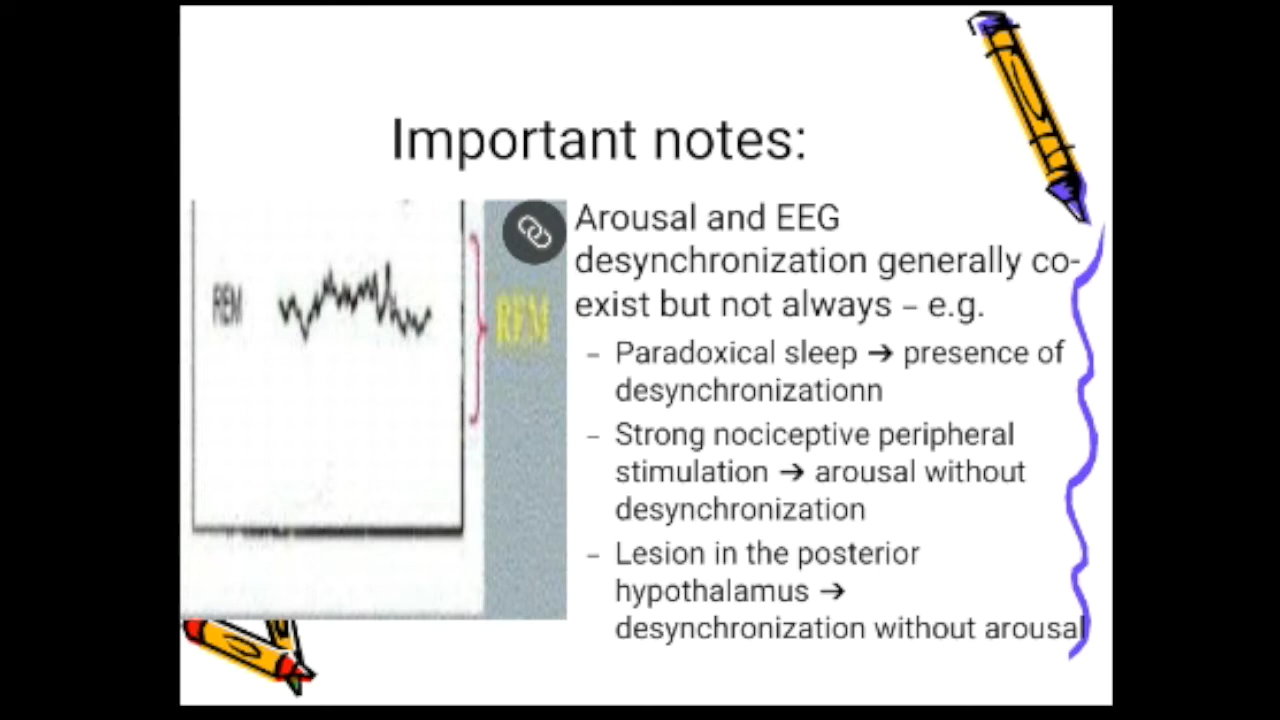 Important notes:
REM
REM
Arousal and EEG
desynchronization generally co-
exist but not always – e.g.
– Paradoxical sleep → presence of
desynchronizationn
– Strong nociceptive peripheral
stimulation → arousal without
desynchronization
– Lesion in the posterior
hypothalamus →
desynchronization without arousal